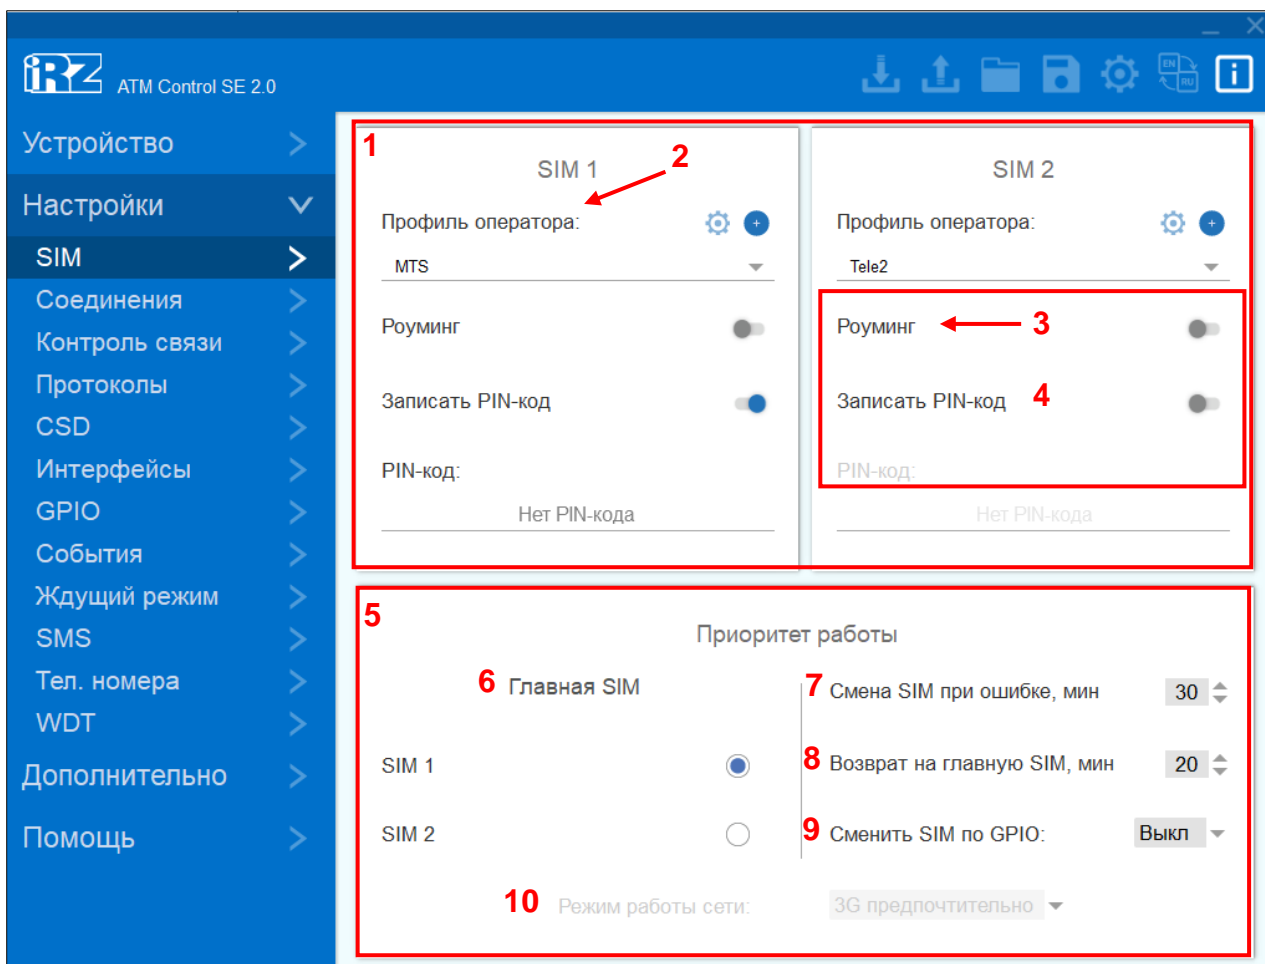 iRZ ATM Control SE 2.0
EN RU i
Устройство
Настройки
SIM
Соединения
Контроль связи
Протоколы
CSD
Интерфейсы
GPIO
События
Ждущий режим
SMS
Тел. номера
WDT
Дополнительно
Помощь
1
SIM 1
2
Профиль оператора:
MTS
Роуминг
Записать PIN-код
PIN-код:
Нет PIN-кода
SIM 2
Профиль оператора:
Tele2
Роуминг 3
Записать PIN-код 4
PIN-код:
Нет PIN-кода
5
Приоритет работы
6 Главная SIM
SIM 1
SIM 2
7 Смена SIM при ошибке, мин 30
8 Возврат на главную SIM, мин 20
9 Сменить SIM по GPIO: Выкл
10 Режим работы сети: 3G предпочтительно